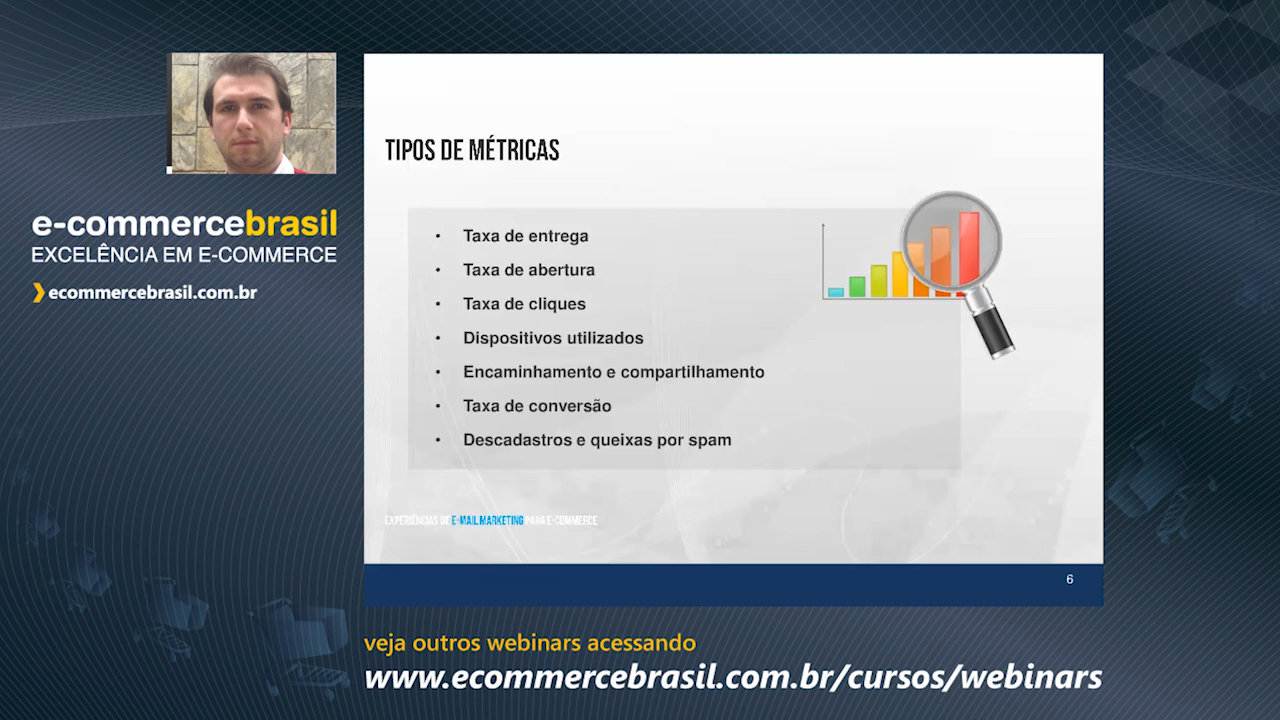 e-commercebrasil
EXCELÊNCIA EM E-COMMERCE
ecommercebrasil.com.br
TIPOS DE MÉTRICAS
• Taxa de entrega
• Taxa de abertura
• Taxa de cliques
• Dispositivos utilizados
• Encaminhamento e compartilhamento
• Taxa de conversão
• Descadastros e queixas por spam
EXPERIÊNCIAS DE E-MAIL MARKETING PARA E-COMMERCE
6
veja outros webinars acessando
www.ecommercebrasil.com.br/cursos/webinars